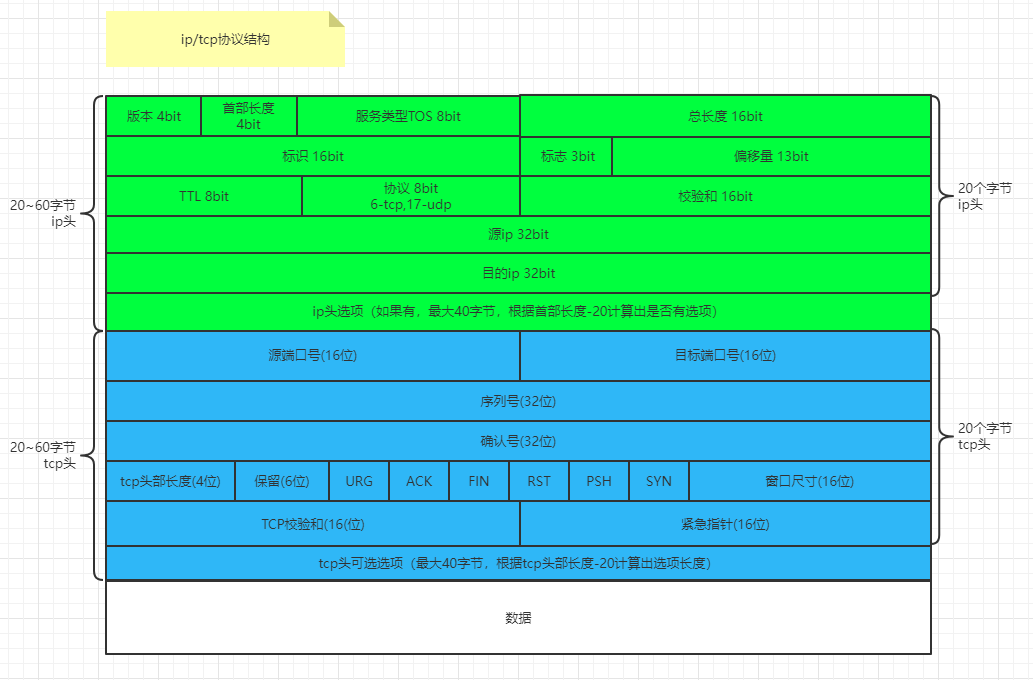 ip/tcp协议结构
版本 4bit
首部长度
4bit
服务类型TOS 8bit
总长度 16bit
标识 16bit
标志 3bit
偏移量 13bit
TTL 8bit
协议 8bit
6-tcp,17-udp
校验和 16bit
源ip 32bit
目的ip 32bit
ip头选项（如果有，最大40字节，根据首部长度-20计算出是否有选项）
20~60字节
ip头
20个字节
ip头
源端口号(16位)
目标端口号(16位)
序列号(32位)
确认号(32位)
tcp头部长度(4位)
保留(6位)
URG
ACK
FIN
RST
PSH
SYN
窗口尺寸(16位)
TCP校验和(16(位)
紧急指针(16位)
tcp头可选选项（最大40字节，根据tcp头部长度-20计算出选项长度）
20~60字节
tcp头
20个字节
tcp头
数据